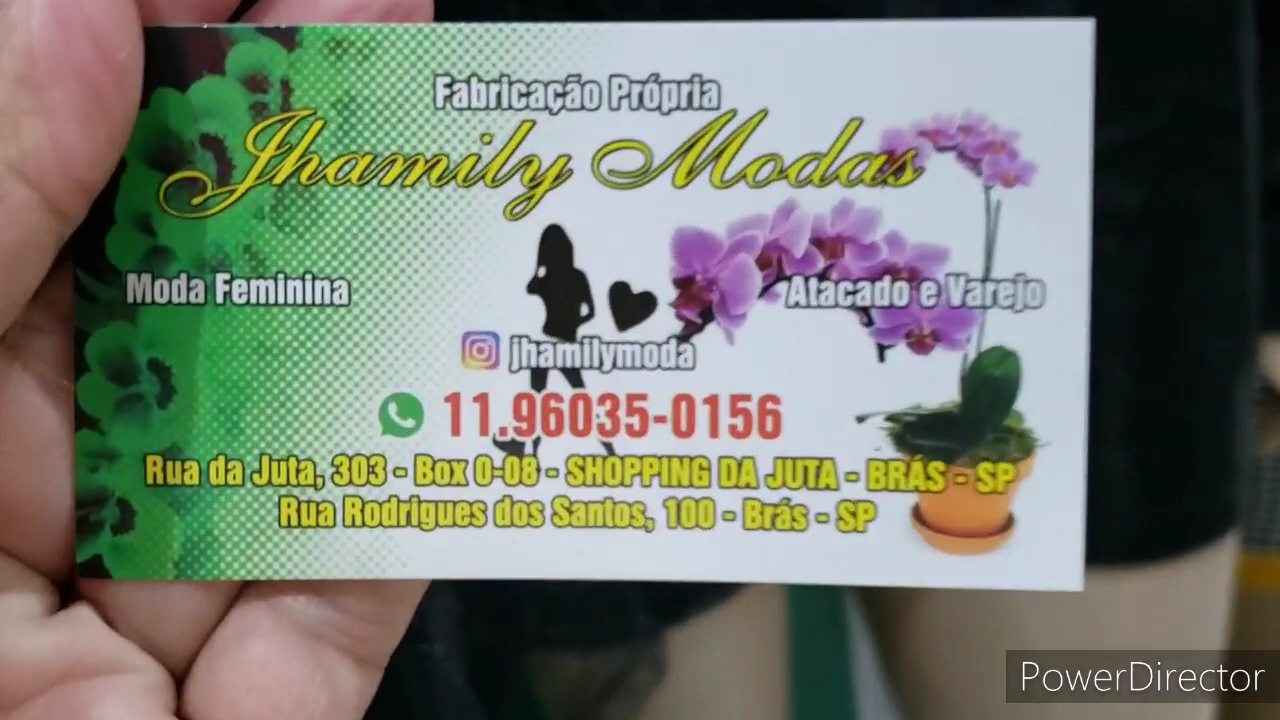 Fabricação Própria
Jhamily Modas
Moda Feminina
Atacado e Varejo
jhamilymoda
11.96035-0156
Rua da Juta, 303 - Box 0-08 - SHOPPING DA JUTA - BRÁS - SP
Rua Rodrigues dos Santos, 100 - Brás - SP
PowerDirector